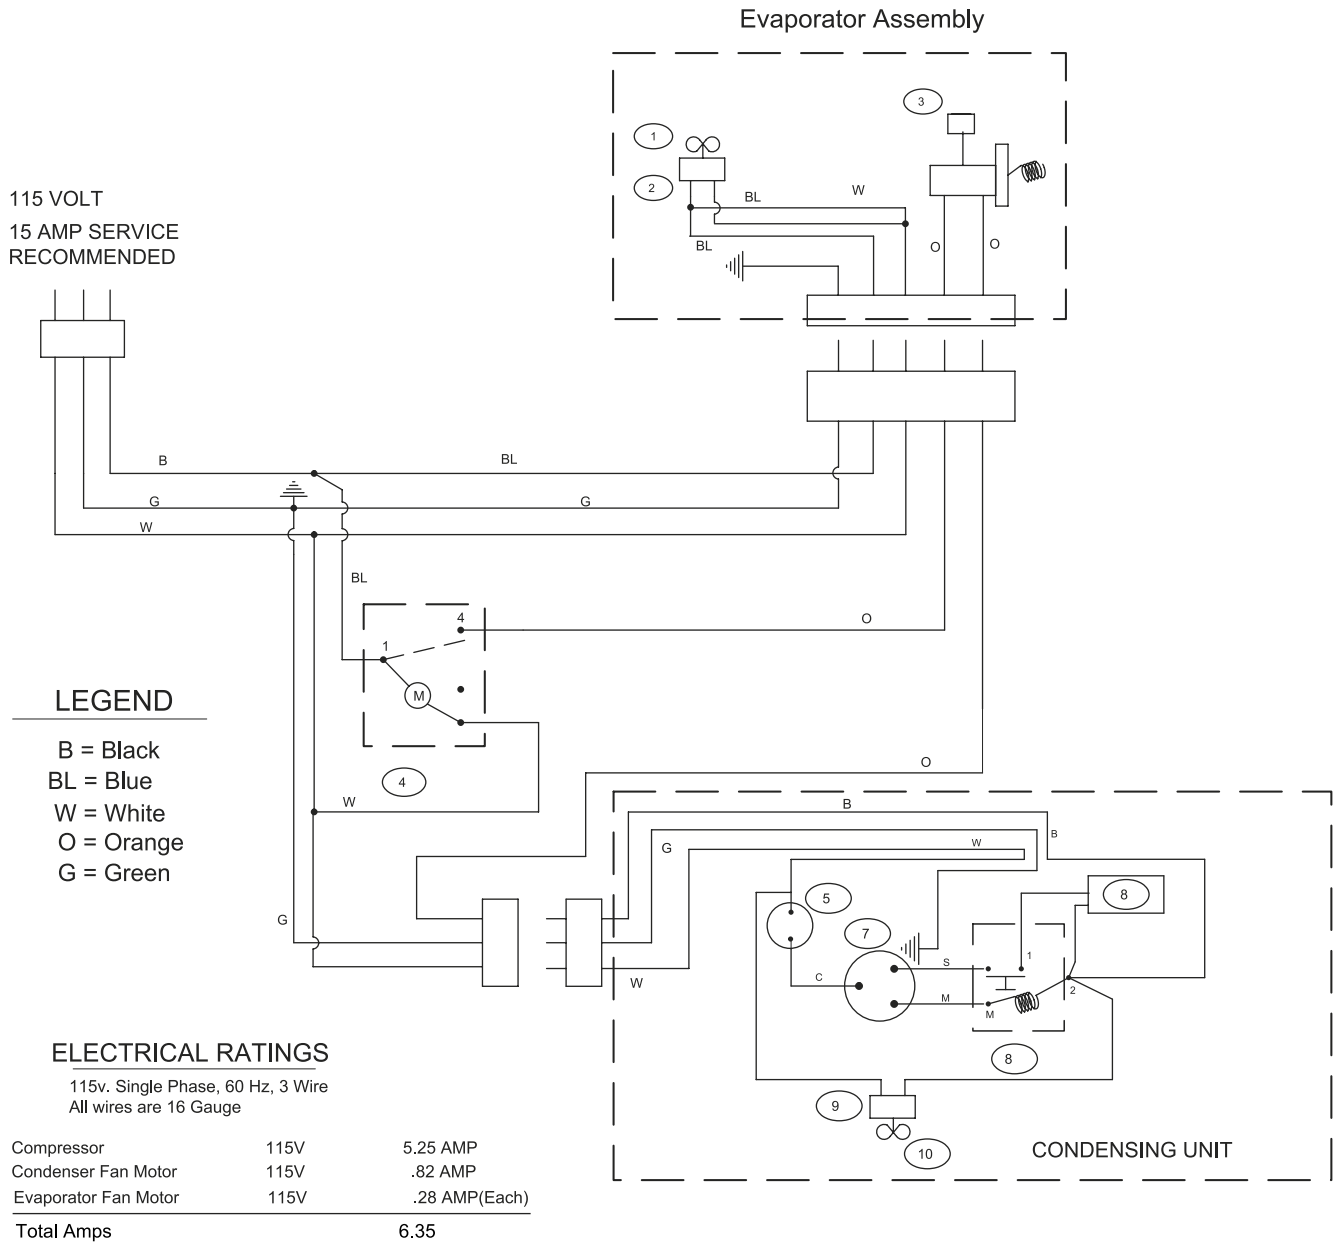 Evaporator Assembly
3
1
2
BL
W
BL
O
O
115 VOLT
15 AMP SERVICE
RECOMMENDED
B
BL
G
G
W
BL
4
1
M
O
4
W
O
LEGEND
B = Black
BL = Blue
W = White
O = Orange
G = Green
B
B
G
W
5
8
7
G
S
1
C
M
2
M
W
8
9
10
CONDENSING UNIT
ELECTRICAL RATINGS
115v. Single Phase, 60 Hz, 3 Wire
All wires are 16 Gauge
Compressor 115V 5.25 AMP
Condenser Fan Motor 115V .82 AMP
Evaporator Fan Motor 115V .28 AMP(Each)
Total Amps 6.35